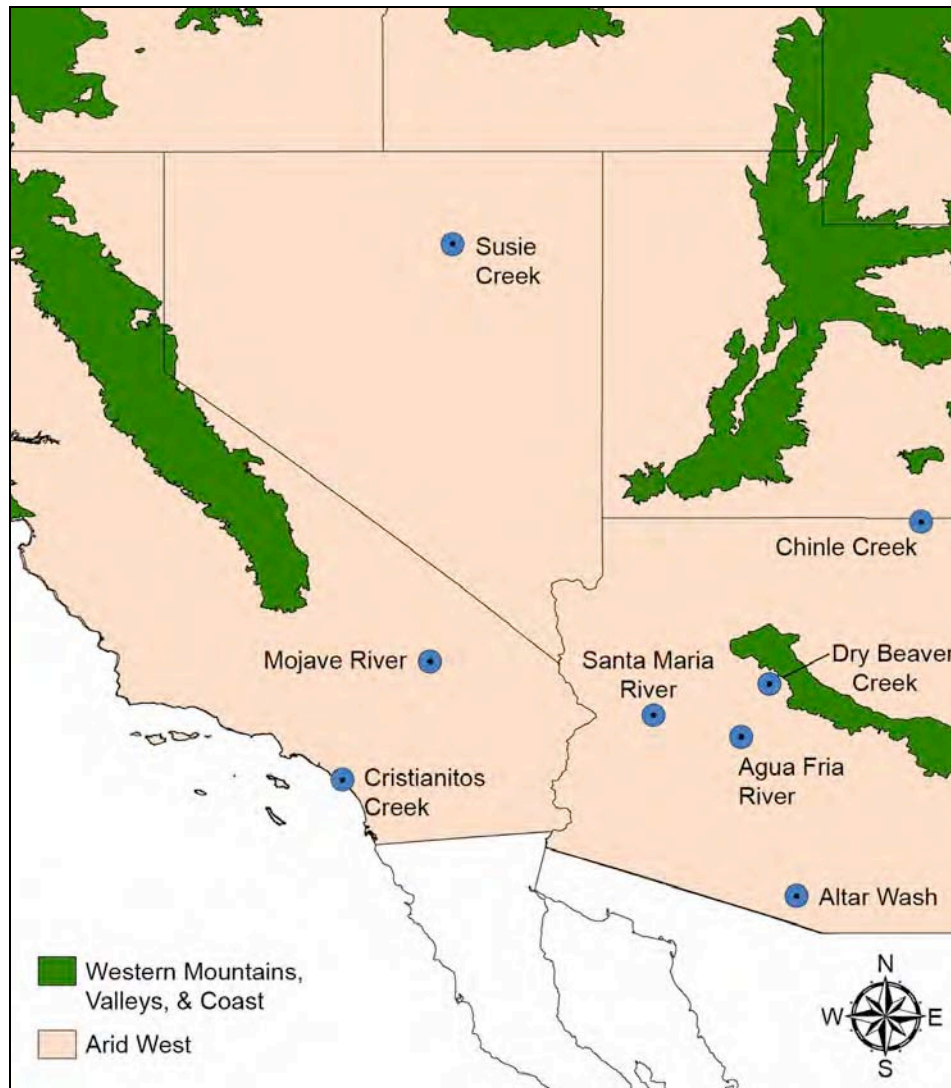 Susie
Creek
Chinle Creek
Mojave River
Santa Maria
River
Dry Beaver
Creek
Agua Fria
River
Cristianitos
Creek
Altar Wash
Western Mountains,
Valleys, & Coast
Arid West
N
W
E
S